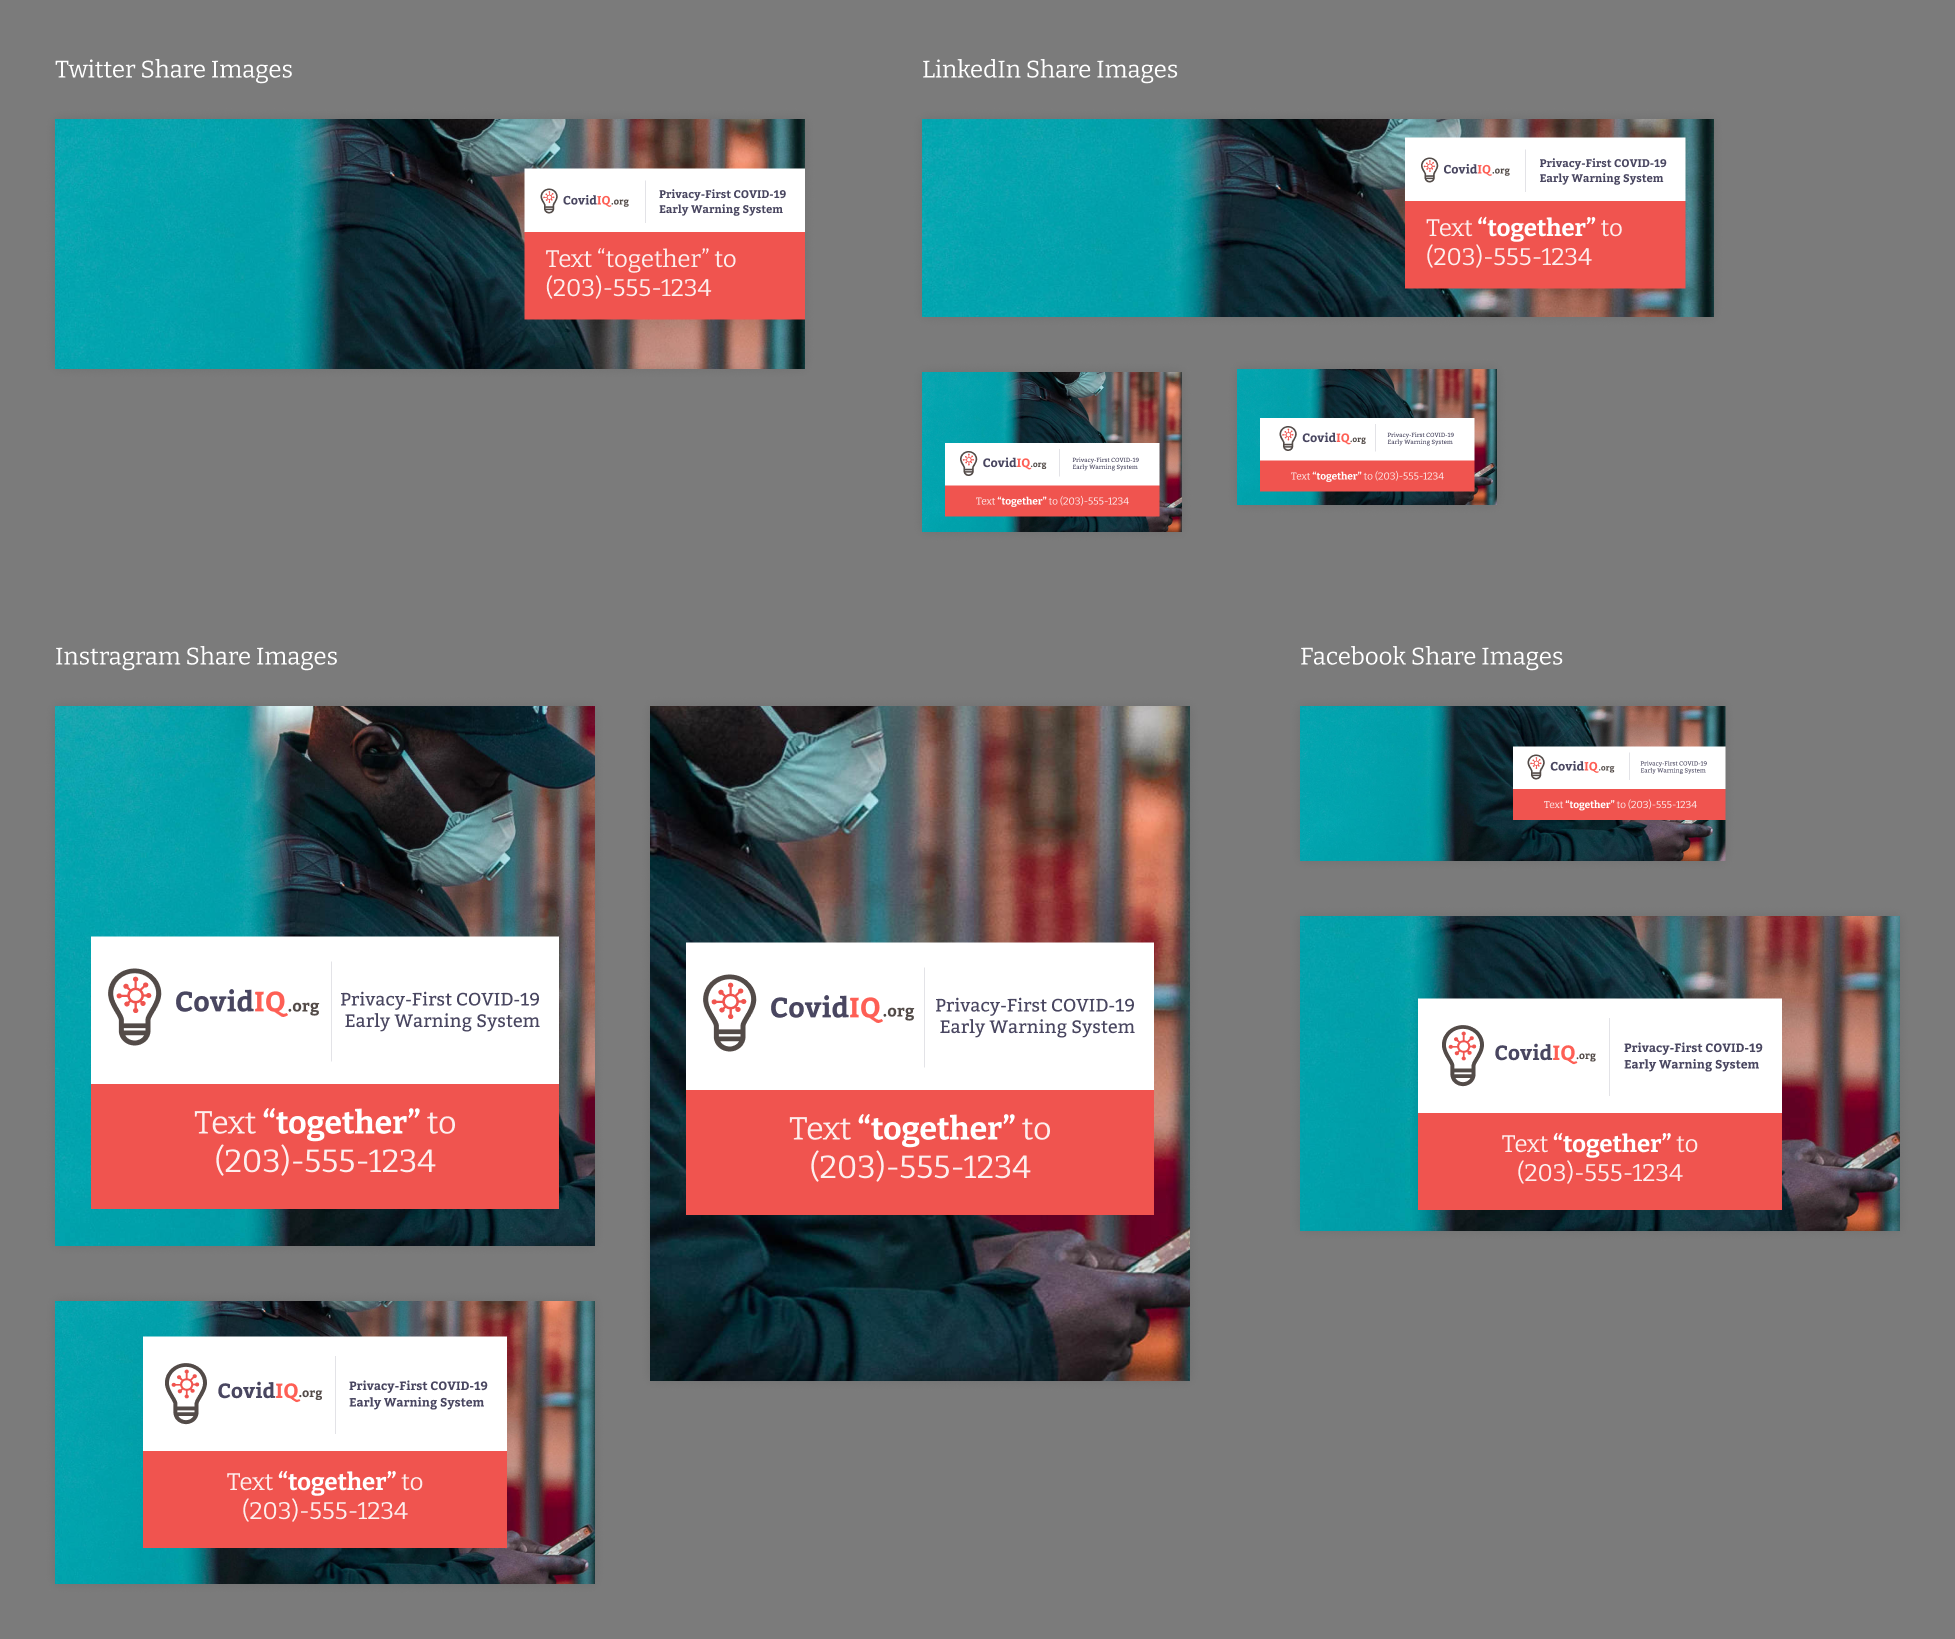 Twitter Share Images
CovidIQ.org
Privacy-First COVID-19
Early Warning System
Text “together” to
(203)-555-1234
LinkedIn Share Images
CovidIQ.org
Privacy-First COVID-19
Early Warning System
Text “together” to
(203)-555-1234
CovidIQ.org
Privacy-First COVID-19
Early Warning System
Text “together” to (203)-555-1234
CovidIQ.org
Privacy-First COVID-19
Early Warning System
Text “together” to (203)-555-1234
Instragram Share Images
CovidIQ.org
Privacy-First COVID-19
Early Warning System
Text “together” to
(203)-555-1234
CovidIQ.org
Privacy-First COVID-19
Early Warning System
Text “together” to
(203)-555-1234
CovidIQ.org
Privacy-First COVID-19
Early Warning System
Text “together” to
(203)-555-1234
Facebook Share Images
CovidIQ.org
Privacy-First COVID-19
Early Warning System
Text “together” to (203)-555-1234
CovidIQ.org
Privacy-First COVID-19
Early Warning System
Text “together” to
(203)-555-1234